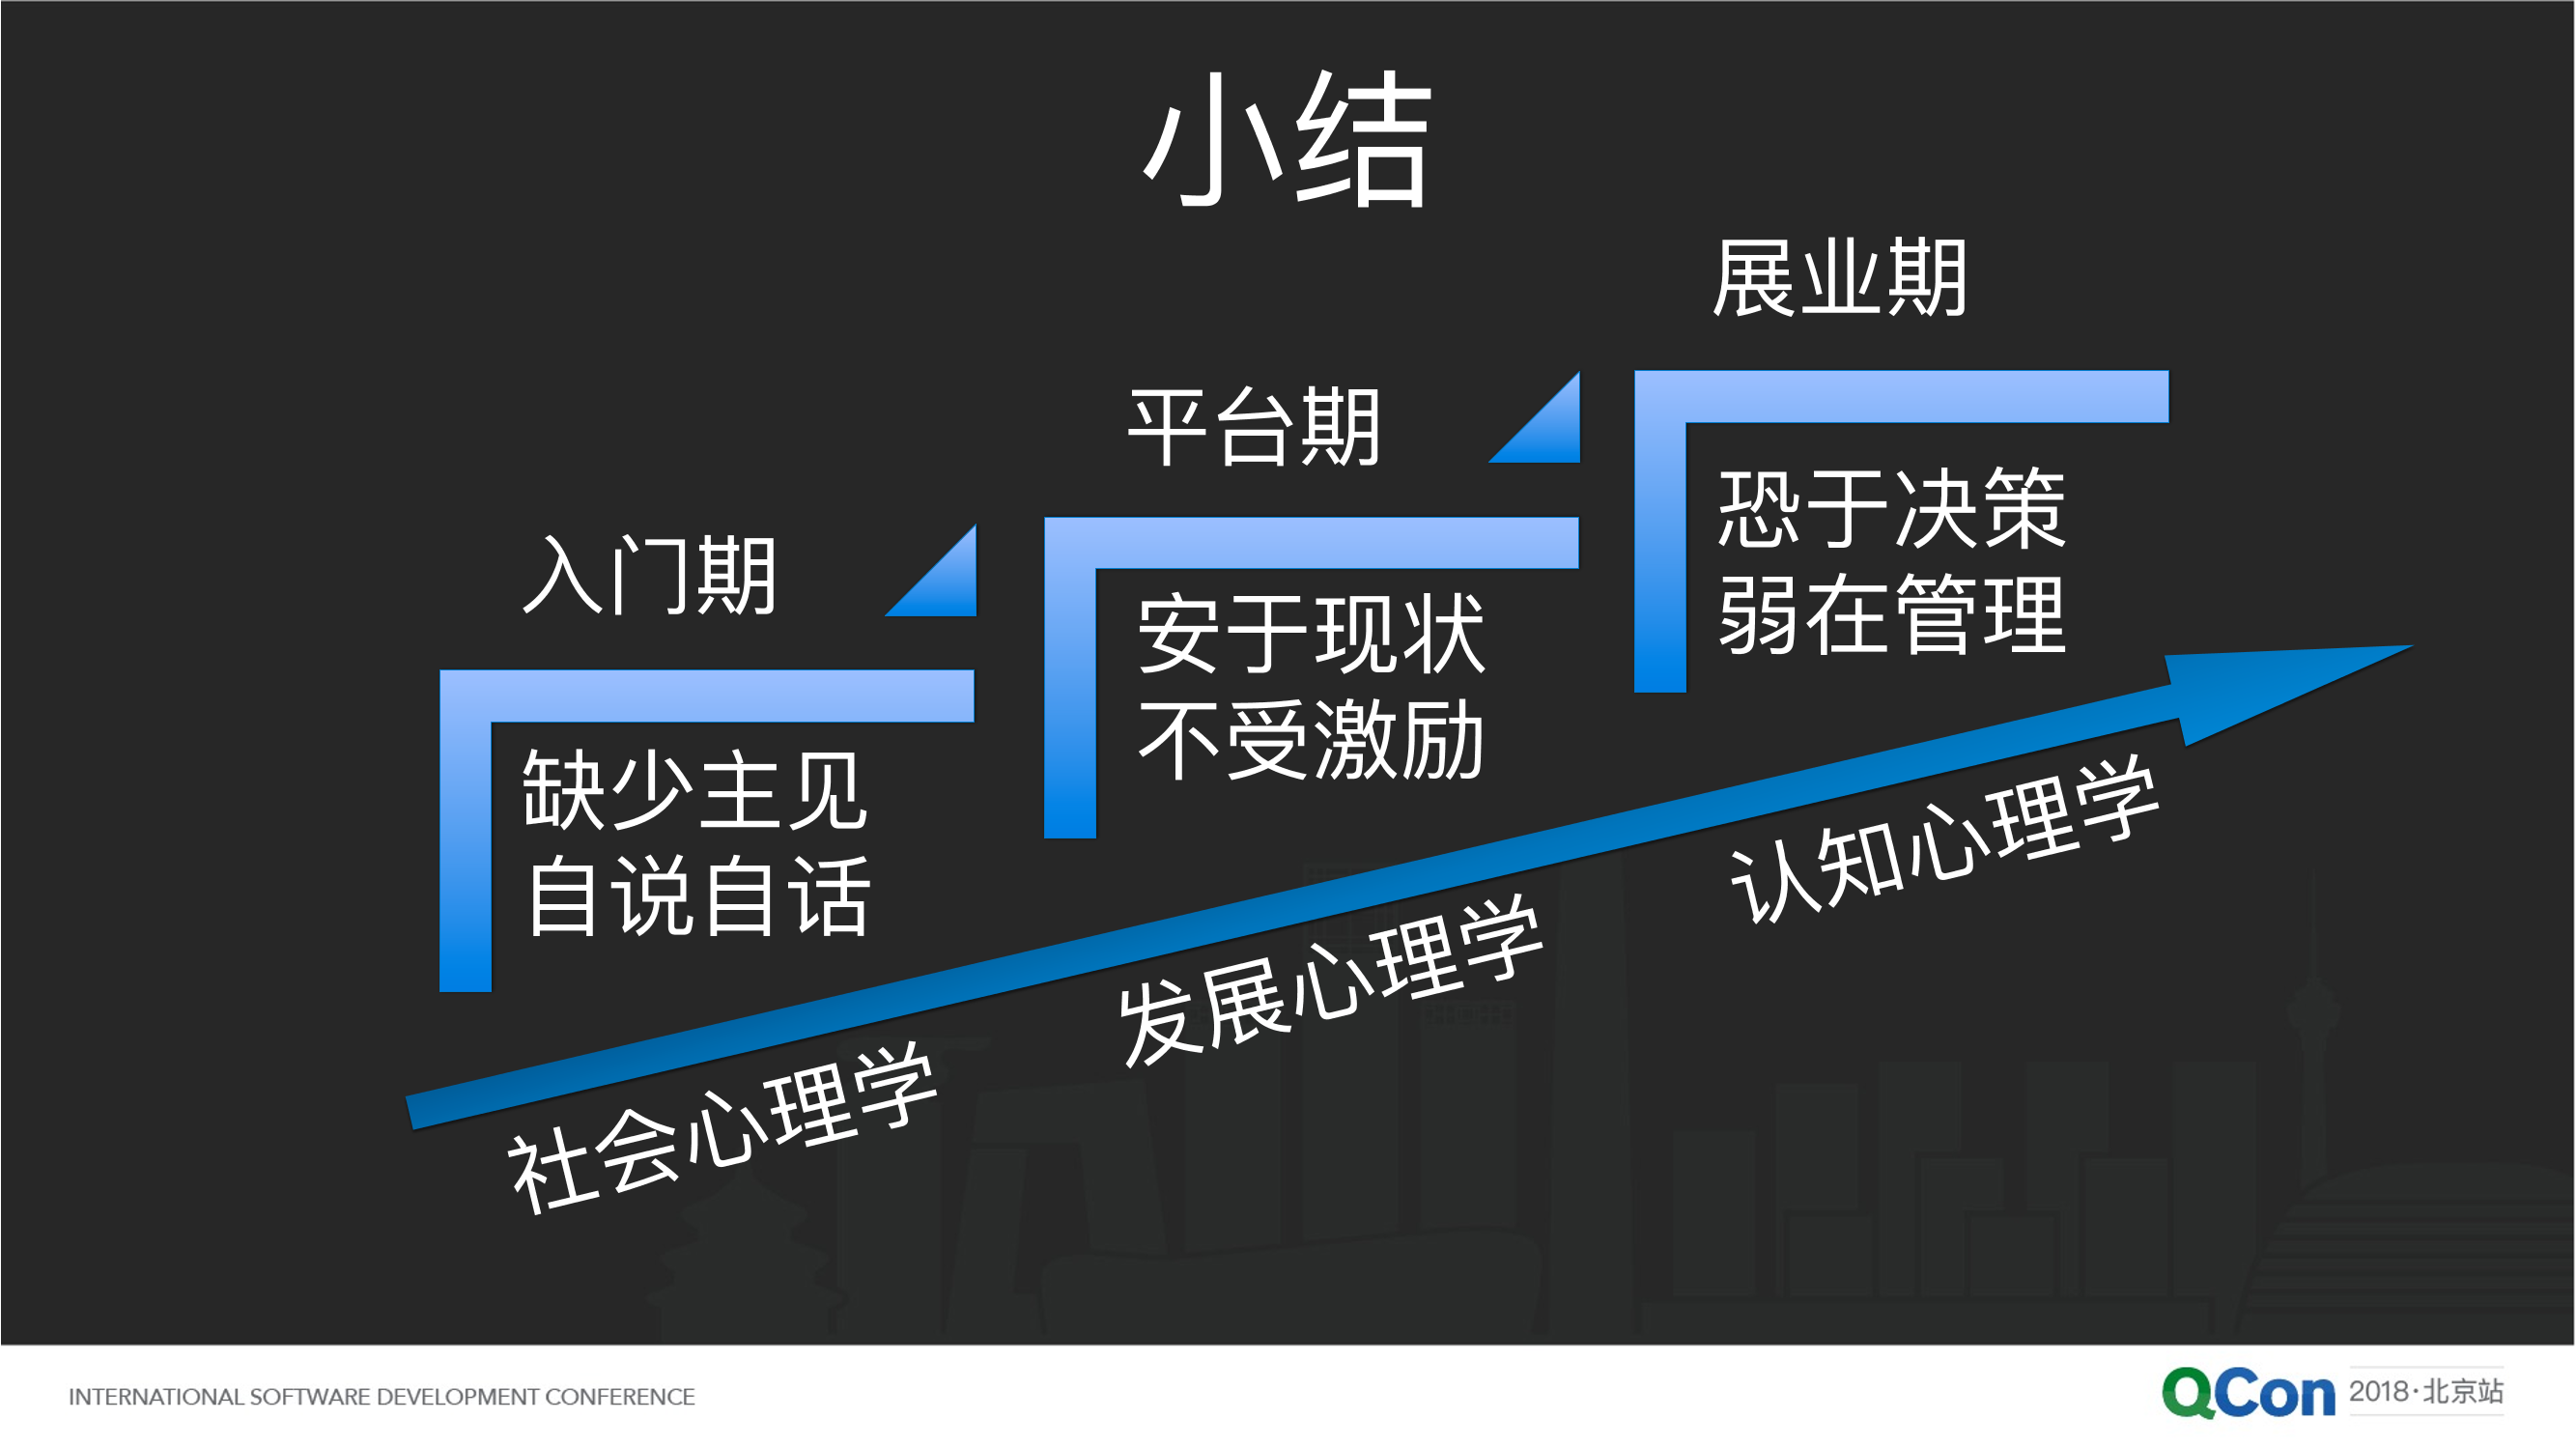 小结
入门期
缺少主见
自说自话
平台期
安于现状
不受激励
展业期
恐于决策
弱在管理
社会心理学
发展心理学
认知心理学
INTERNATIONAL SOFTWARE DEVELOPMENT CONFERENCE
QCon 2018·北京站